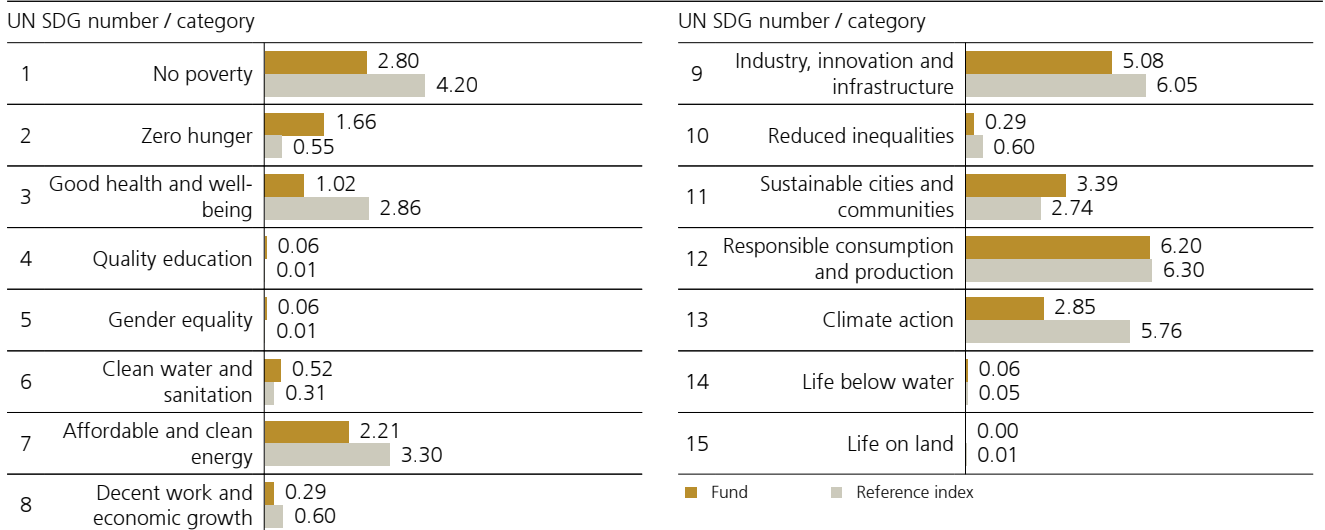 UN SDG number / category
1
No poverty
2.80
4.20
2
Zero hunger
1.66
0.55
3
Good health and well-
being
1.02
2.86
4
Quality education
0.06
0.01
5
Gender equality
0.06
0.01
6
Clean water and
sanitation
0.52
0.31
7
Affordable and clean
energy
2.21
3.30
8
Decent work and
economic growth
0.29
0.60
UN SDG number / category
9
Industry, innovation and
infrastructure
5.08
6.05
10
Reduced inequalities
0.29
0.60
11
Sustainable cities and
communities
3.39
2.74
12
Responsible consumption
and production
6.20
6.30
13
Climate action
2.85
5.76
14
Life below water
0.06
0.05
15
Life on land
0.00
0.01
Fund
Reference index